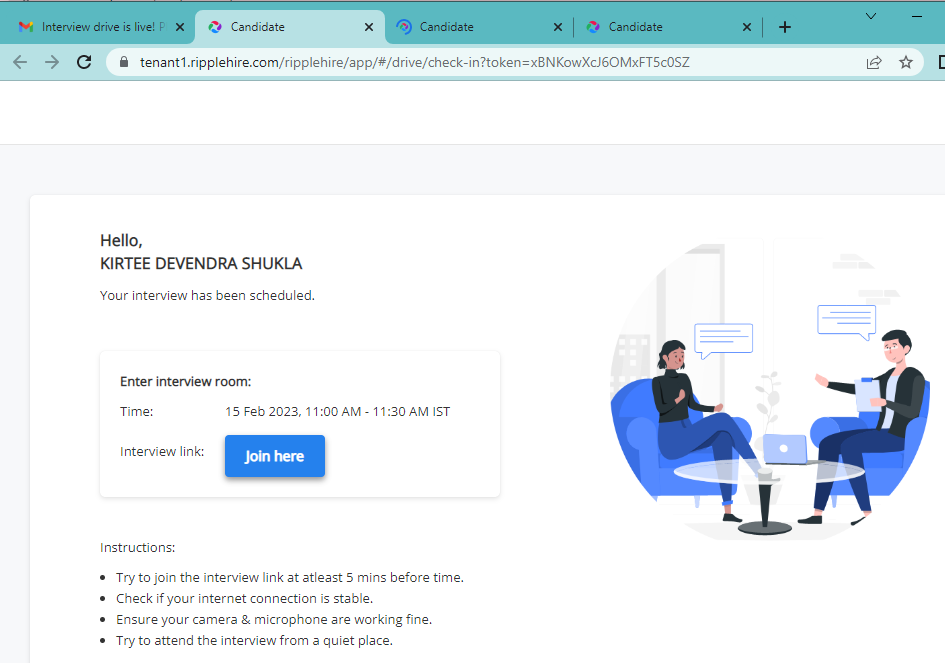 Interview drive is live! P
Candidate
Candidate
Candidate
tenant1.ripplehire.com/ripplehire/app/#/drive/check-in?token=xBNKowXcJ6OMxFT5c0SZ
Hello,
KIRTEE DEVENDRA SHUKLA
Your interview has been scheduled.
Enter interview room:
Time: 15 Feb 2023, 11:00 AM - 11:30 AM IST
Interview link: Join here
Instructions:
• Try to join the interview link at atleast 5 mins before time.
• Check if your internet connection is stable.
• Ensure your camera & microphone are working fine.
• Try to attend the interview from a quiet place.